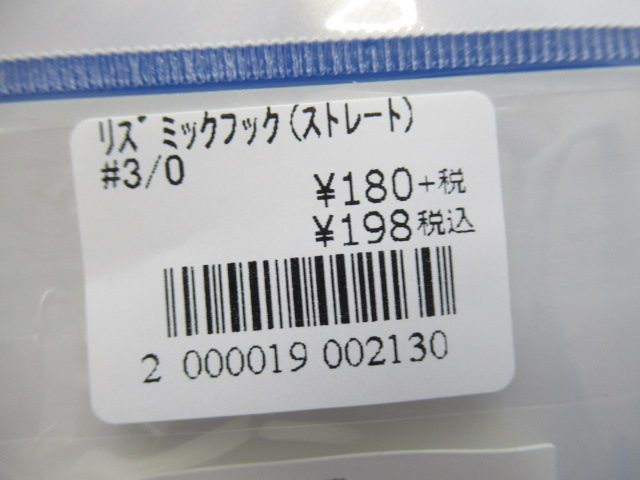 リズミックフック(ストレート)
#3/0
¥180+税
¥198税込
2 000019 002130